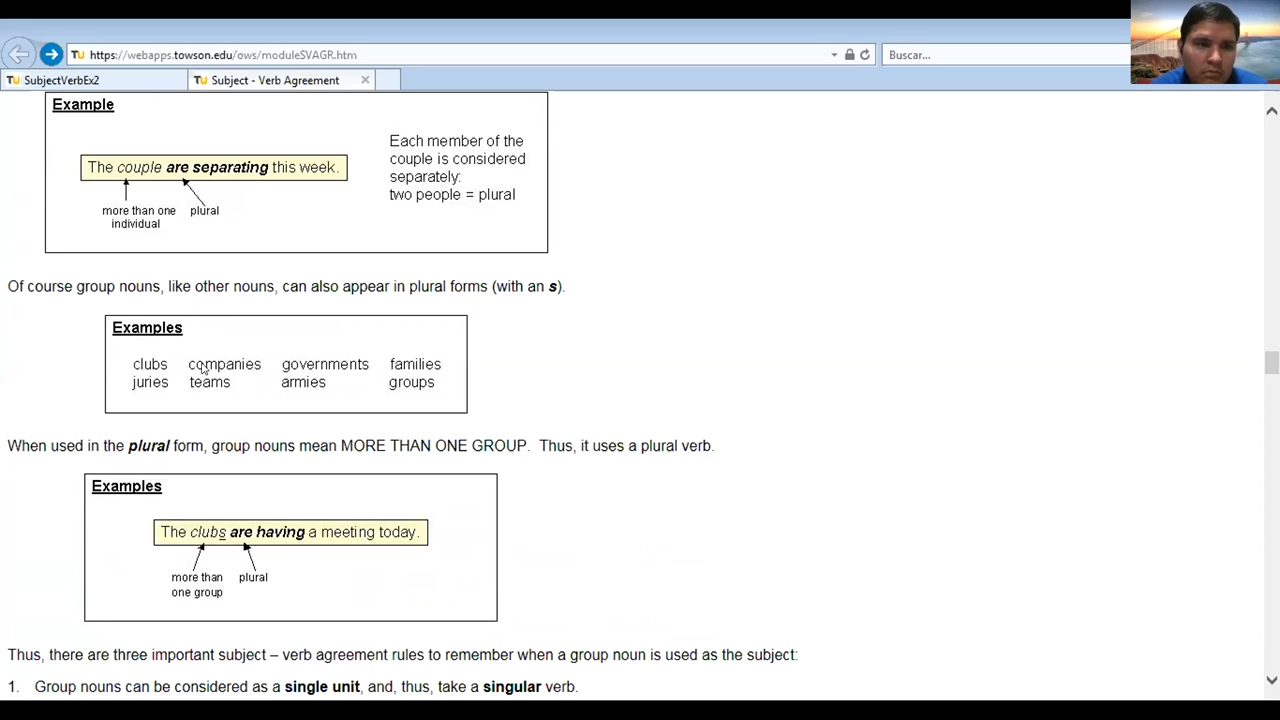 https://webapps.towson.edu/ows/moduleSVAGR.htm
Buscar...
SubjectVerbEx2
Subject - Verb Agreement
Example
The couple are separating this week.
more than one
individual
plural
Each member of the
couple is considered
separately:
two people = plural
Of course group nouns, like other nouns, can also appear in plural forms (with an s).
Examples
clubs companies governments families
juries teams armies groups
When used in the plural form, group nouns mean MORE THAN ONE GROUP. Thus, it uses a plural verb.
Examples
The clubs are having a meeting today.
more than
one group
plural
Thus, there are three important subject – verb agreement rules to remember when a group noun is used as the subject:
1. Group nouns can be considered as a single unit, and, thus, take a singular verb.